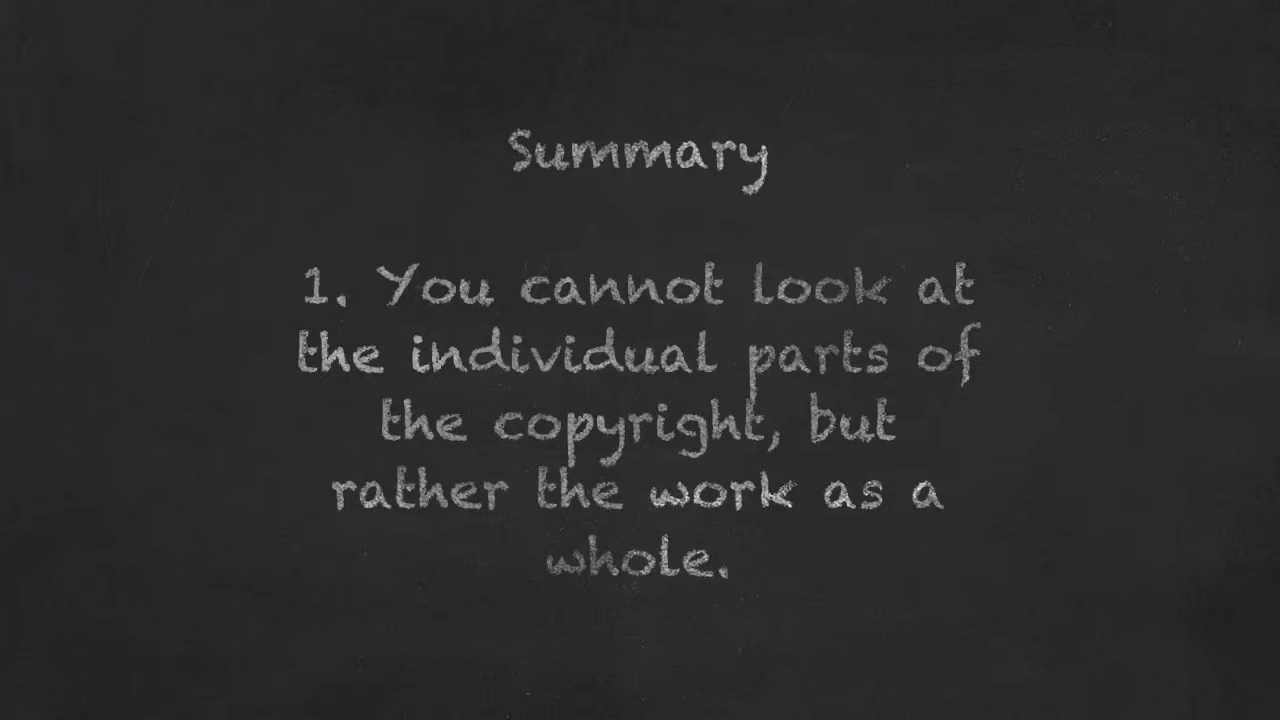 Summary
1. You cannot look at
the individual parts of
the copyright, but
rather the work as a
whole.